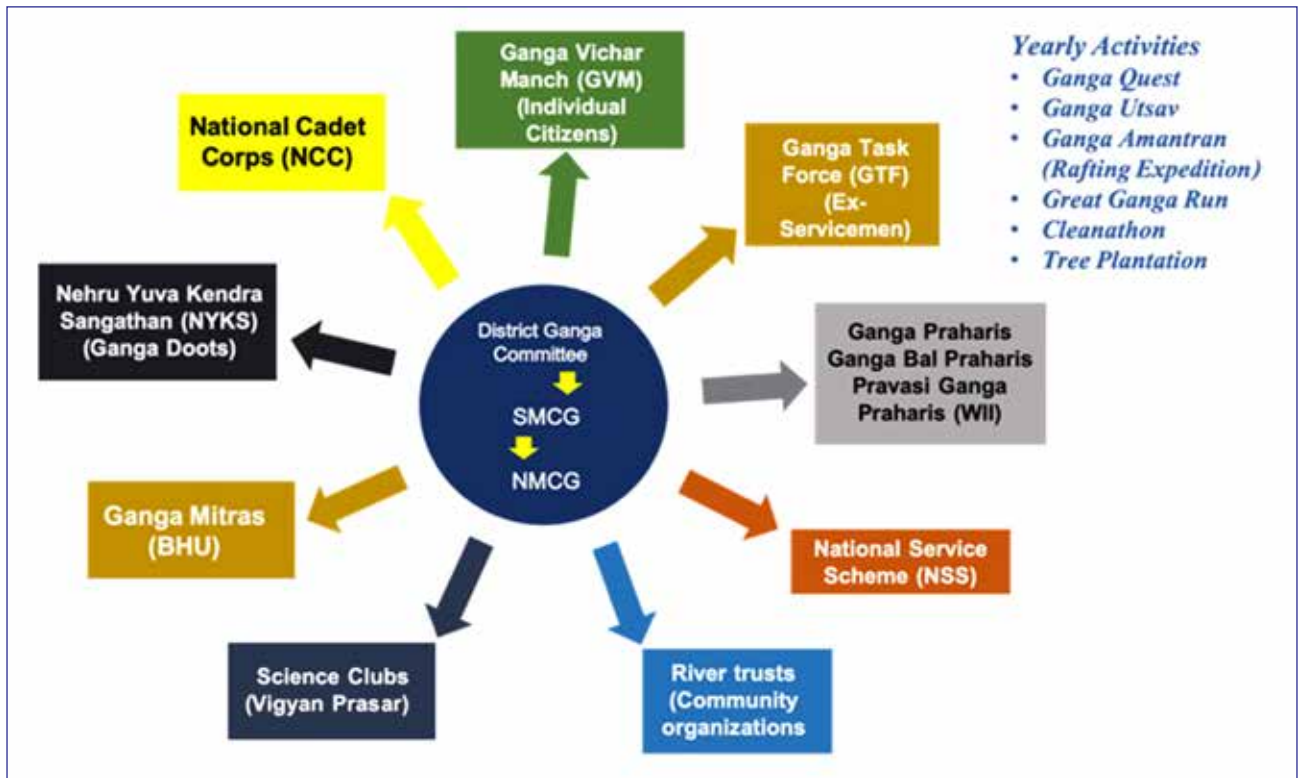 Ganga Vichar
Manch (GVM)
(Individual
Citizens)
Yearly Activities
• Ganga Quest
• Ganga Utsav
• Ganga Amantran
(Rafting Expedition)
• Great Ganga Run
• Cleanathon
• Tree Plantation
National Cadet
Corps (NCC)
Ganga Task
Force (GTF)
(Ex-
Servicemen)
Nehru Yuva Kendra
Sangathan (NYKS)
(Ganga Doots)
District Ganga
Committee
SMCG
NMCG
Ganga Praharis
Ganga Bal Praharis
Pravasi Ganga
Praharis (WII)
Ganga Mitras
(BHU)
National Service
Scheme (NSS)
Science Clubs
(Vigyan Prasar)
River trusts
(Community
organizations